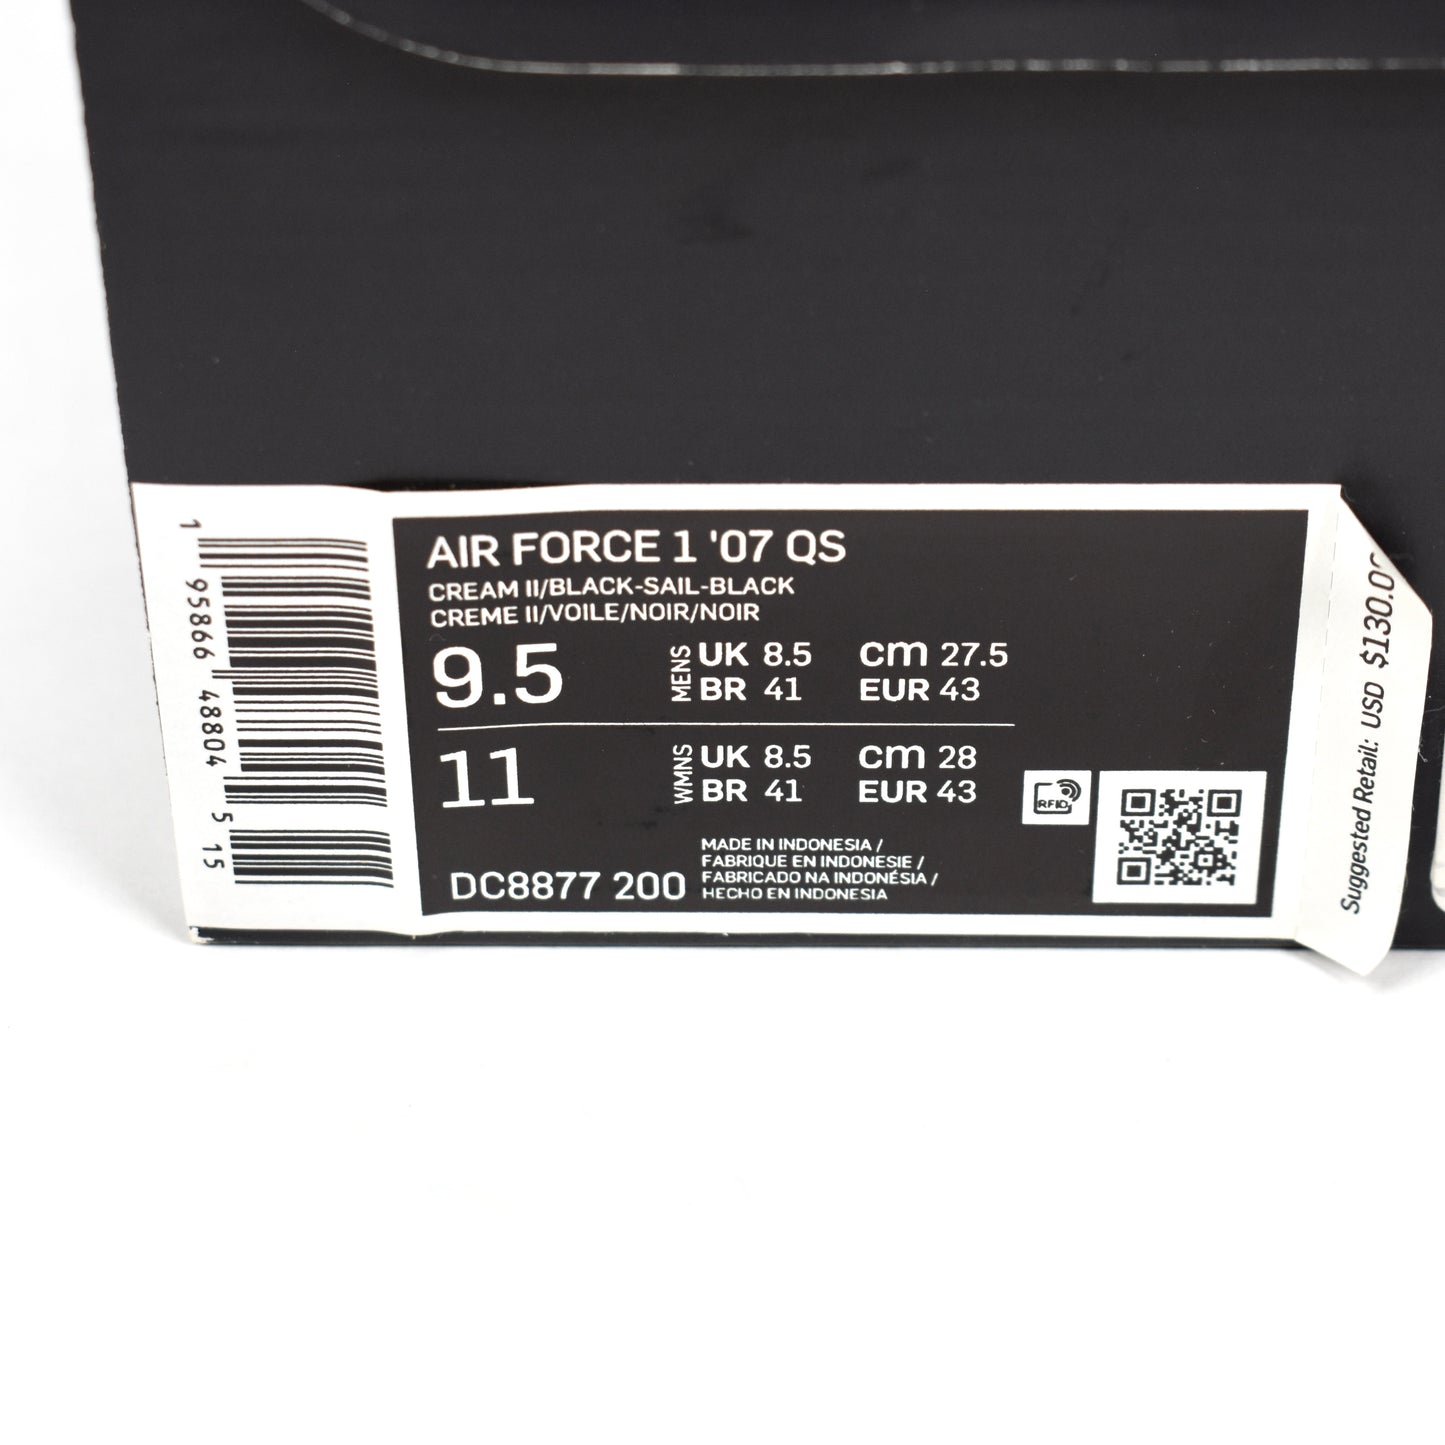 AIR FORCE 1 '07 QS
CREAM II/BLACK-SAIL-BLACK
CREME II/VOILE/NOIR/NOIR
9.5 MENS UK 8.5 cm 27.5
BR 41 EUR 43
11 WMNS UK 8.5 cm 28
BR 41 EUR 43
RFID
MADE IN INDONESIA /
FABRIQUE EN INDONESIE /
FABRICADO NA INDONÉSIA /
HECHO EN INDONESIA
DC8877 200
1 95866 48804 5 15
Suggested Retail: USD $130.00